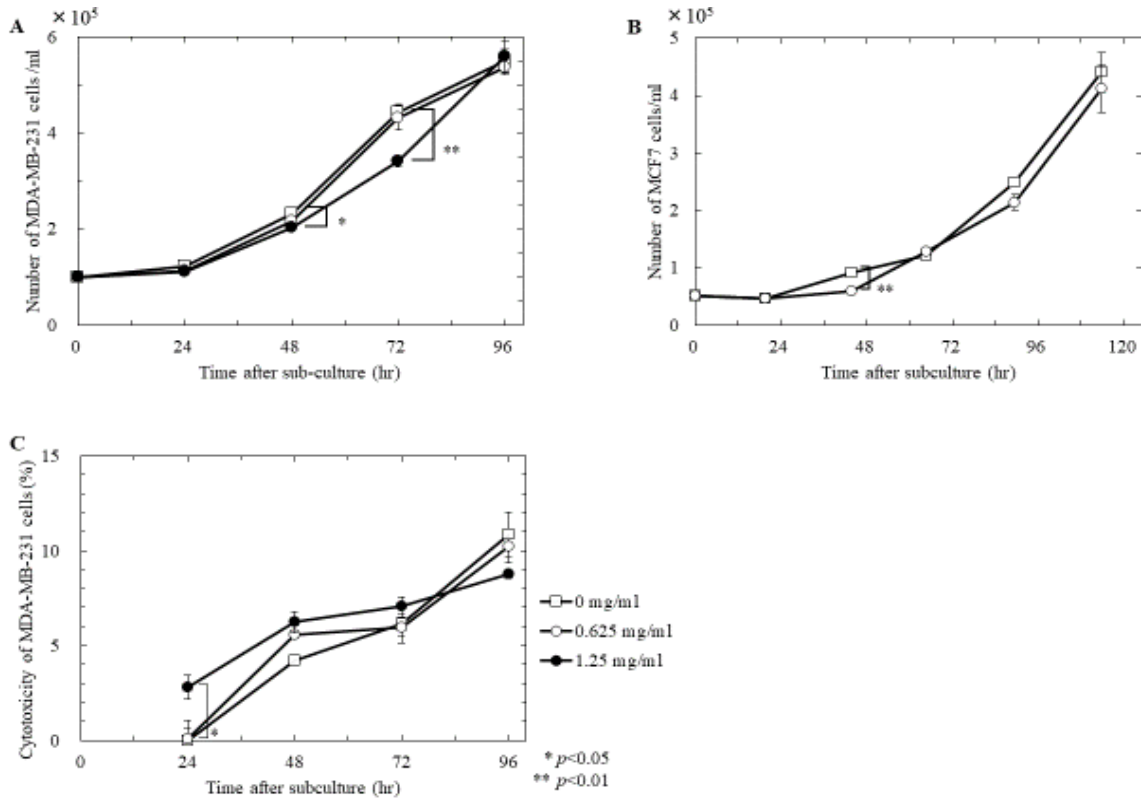 A
× 10⁵
Number of MDA-MB-231 cells /ml
6
4
2
0
0 24 48 72 96
Time after sub-culture (hr)
*
**
B
× 10⁵
Number of MCF7 cells/ml
5
4
3
2
1
0
0 24 48 72 96 120
Time after subculture (hr)
**
C
Cytotoxicity of MDA-MB-231 cells (%)
15
10
5
0
0 24 48 72 96
Time after subculture (hr)
*
0 mg/ml
0.625 mg/ml
1.25 mg/ml
* p<0.05
** p<0.01